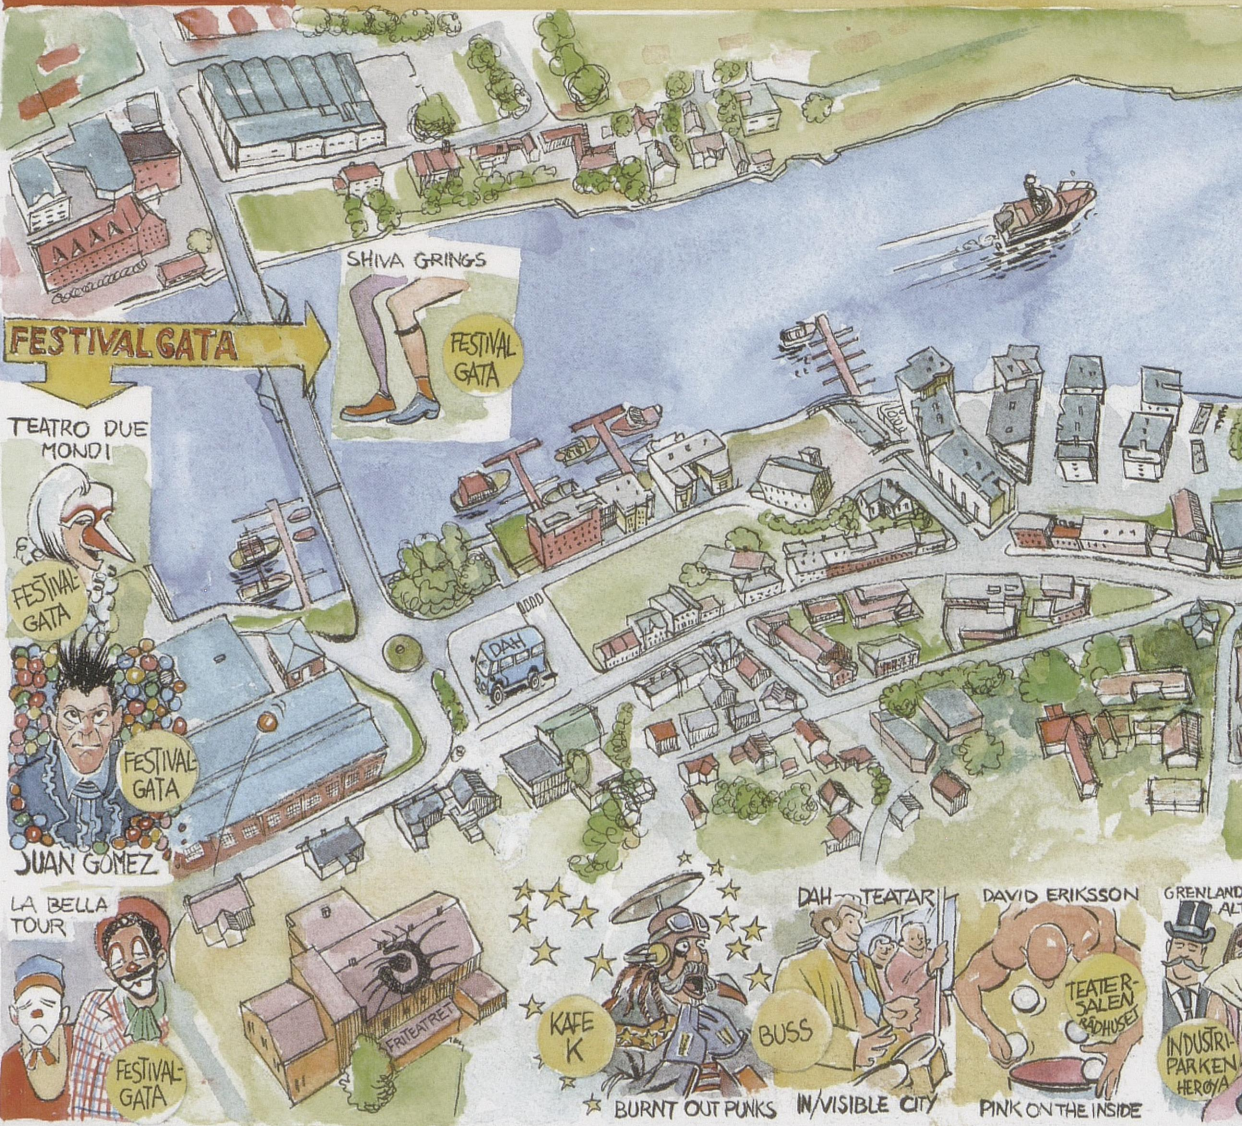 SHIVA GRINGS
FESTIVAL
GATA
FESTIVALGATA
TEATRO DUE
MONDI
FESTIVAL-
GATA
DAH
FESTIVAL-
GATA
JUAN GOMEZ
LA BELLA
TOUR
FESTIVAL-
GATA
FRITEATRET
KAFE
K
BURNT OUT PUNKS
DAH-TEATAR
BUSS
IN/VISIBLE CITY
DAVID ERIKSSON
TEATER-
SALEN
RÅDHUSET
PINK ON THE INSIDE
GRENLAND
ALT
INDUSTRI-
PARKEN
HERØYA